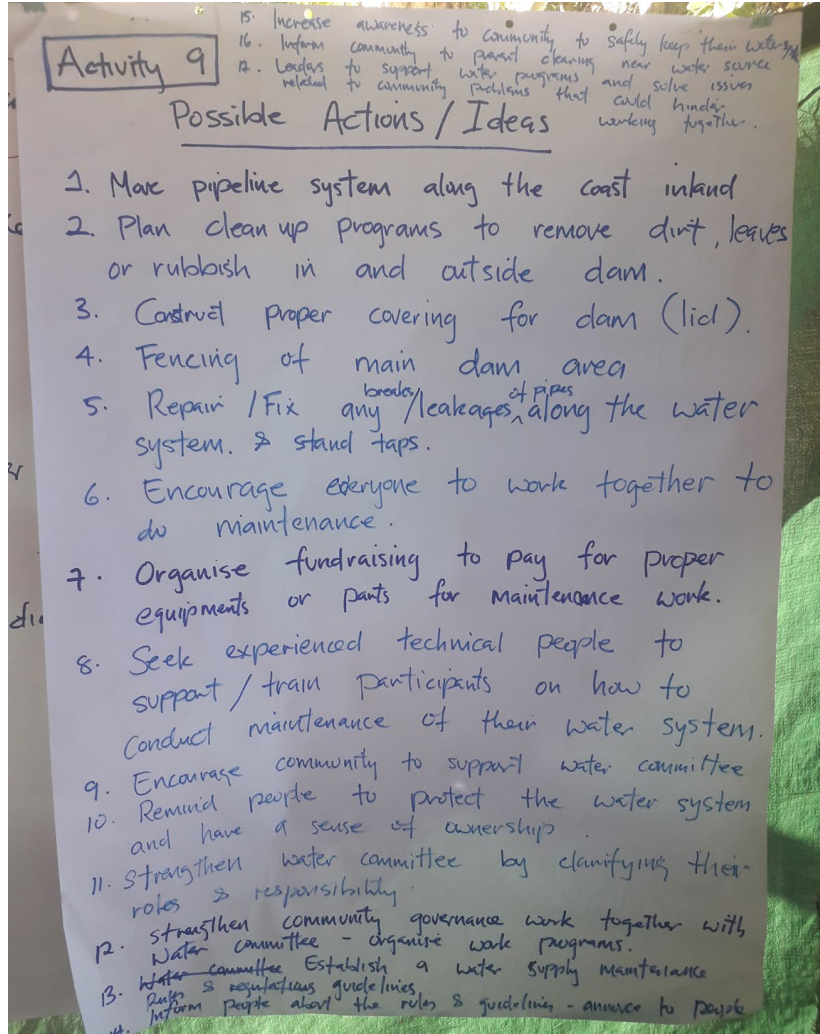 15. Increase awareness to community to safely keep their water
16. Inform community to prevent clearing near water source
17. Leaders to support water programs and solve issues
related to community problems that could hinder
working together.
Activity 9
Possible Actions / Ideas
1. Move pipeline system along the coast inland
2. Plan clean up programs to remove dirt, leaves
or rubbish in and outside dam.
3. Construct proper covering for dam (lid).
4. Fencing of main dam area
5. Repair / Fix any breaks/leakages of pipes along the water
system. & stand taps.
6. Encourage everyone to work together to
do maintenance.
7. Organise fundraising to pay for proper
equipments or parts for maintenance work.
8. Seek experienced technical people to
support / train participants on how to
conduct maintenance of their water system.
9. Encourage community to support water committee
10. Remind people to protect the water system
and have a sense of ownership.
11. Strengthen water committee by clarifying their
roles & responsibility.
12. Strengthen community governance work together with
water committee - organise work programs.
13. Water committee Establish a water supply maintenance
rules & regulations guidelines
14. Inform people about the rules & guidelines - to people